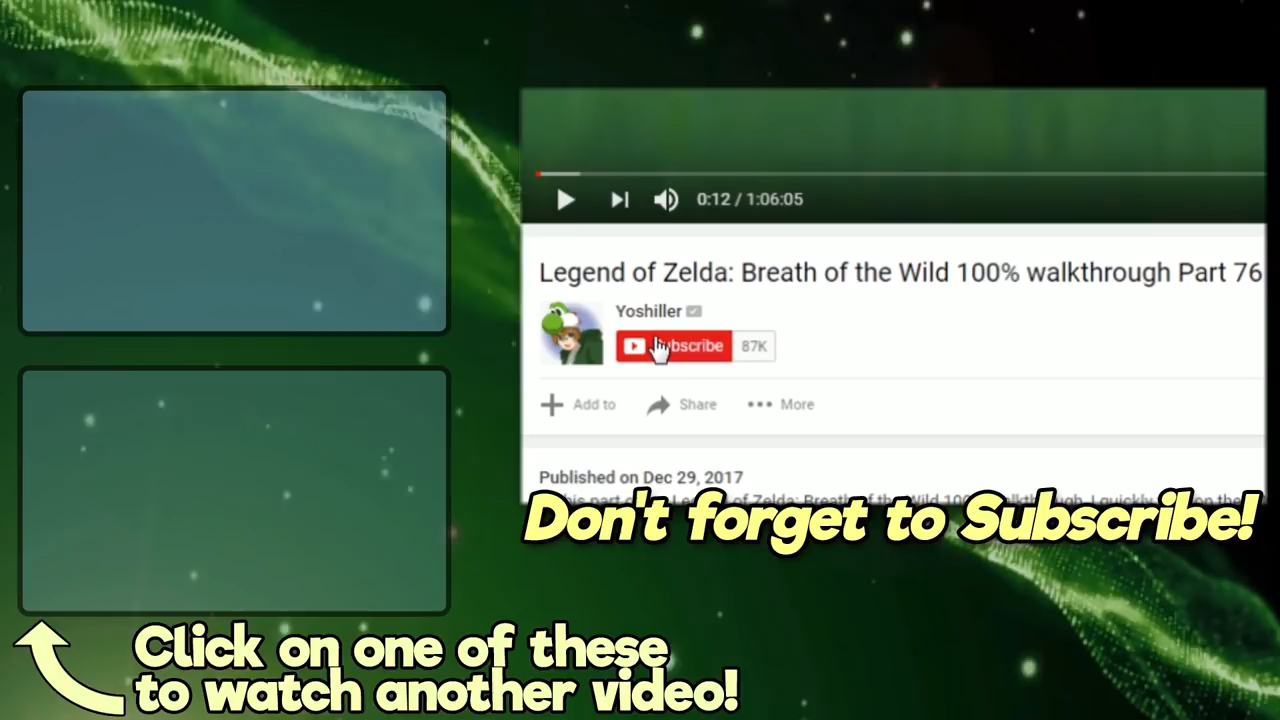 0:12 / 1:06:05
Legend of Zelda: Breath of the Wild 100% walkthrough Part 76
Yoshiller
Subscribe 87K
Add to Share More
Published on Dec 29, 2017
Don't forget to Subscribe!
Click on one of these
to watch another video!